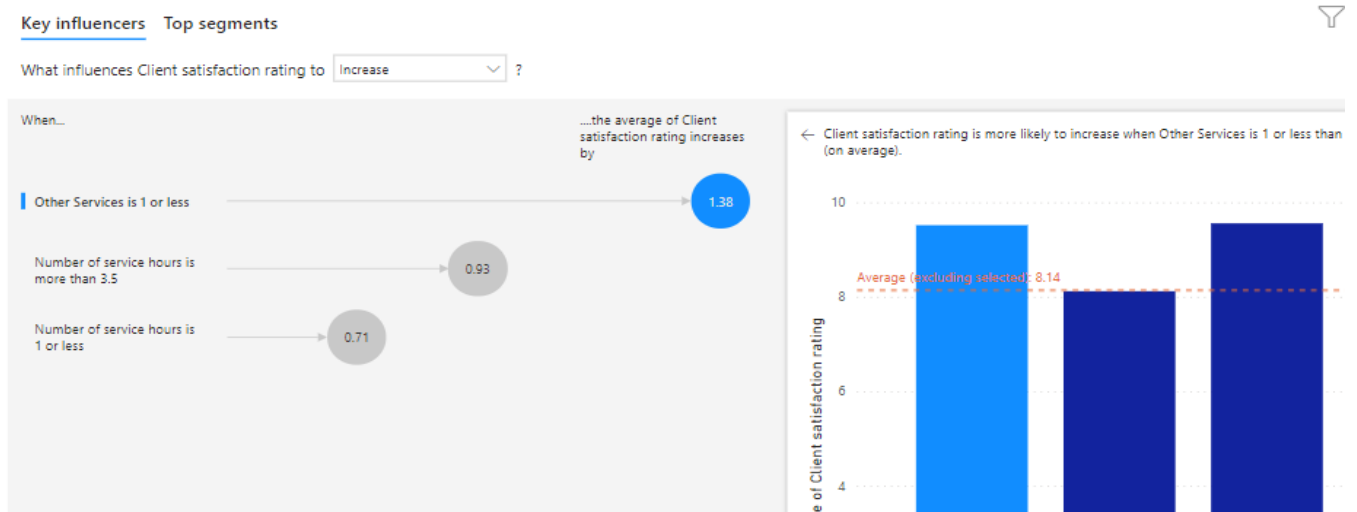 Key influencers Top segments
What influences Client satisfaction rating to Increase ?
When...
....the average of Client
satisfaction rating increases
by
Other Services is 1 or less
1.38
Number of service hours is
more than 3.5
0.93
Number of service hours is
1 or less
0.71
← Client satisfaction rating is more likely to increase when Other Services is 1 or less than
(on average).
10
Average (excluding selected): 8.14
8
6
4
e of Client satisfaction rating